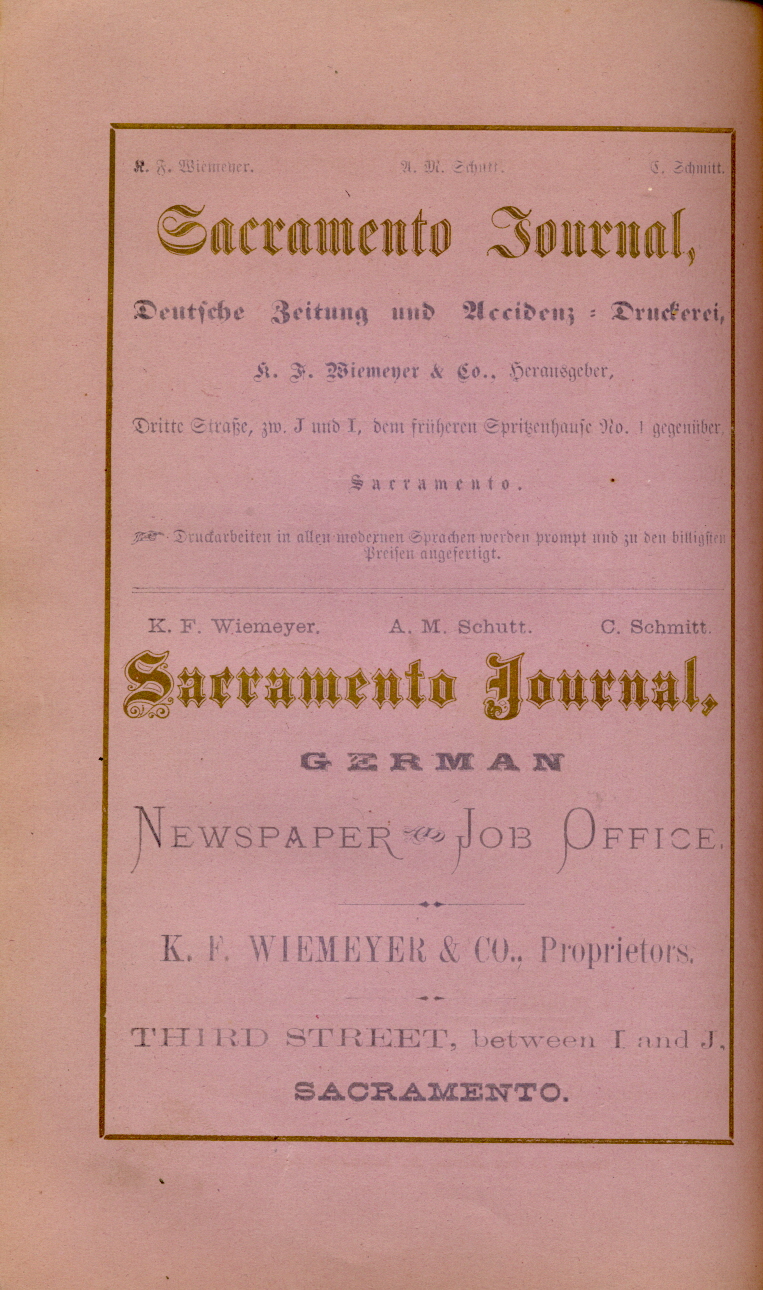 K. F. Wiemeyer. A. M. Schutt. C. Schmitt.
Sacramento Journal,
Deutsche Zeitung und Accidenz = Druckerei,
K. F. Wiemeyer & Co., Herausgeber,
Dritte Straße, zw. J und I, dem früheren Spritzenhause No. 1 gegenüber.
Sacramento.
Druckarbeiten in allen modernen Sprachen werden prompt und zu den billigsten
Preisen angefertigt.
K. F. Wiemeyer. A. M. Schutt. C. Schmitt.
Sacramento Journal,
GERMAN
NEWSPAPER JOB OFFICE.
K. F. WIEMEYER & CO., Proprietors.
THIRD STREET, between I and J,
SACRAMENTO.